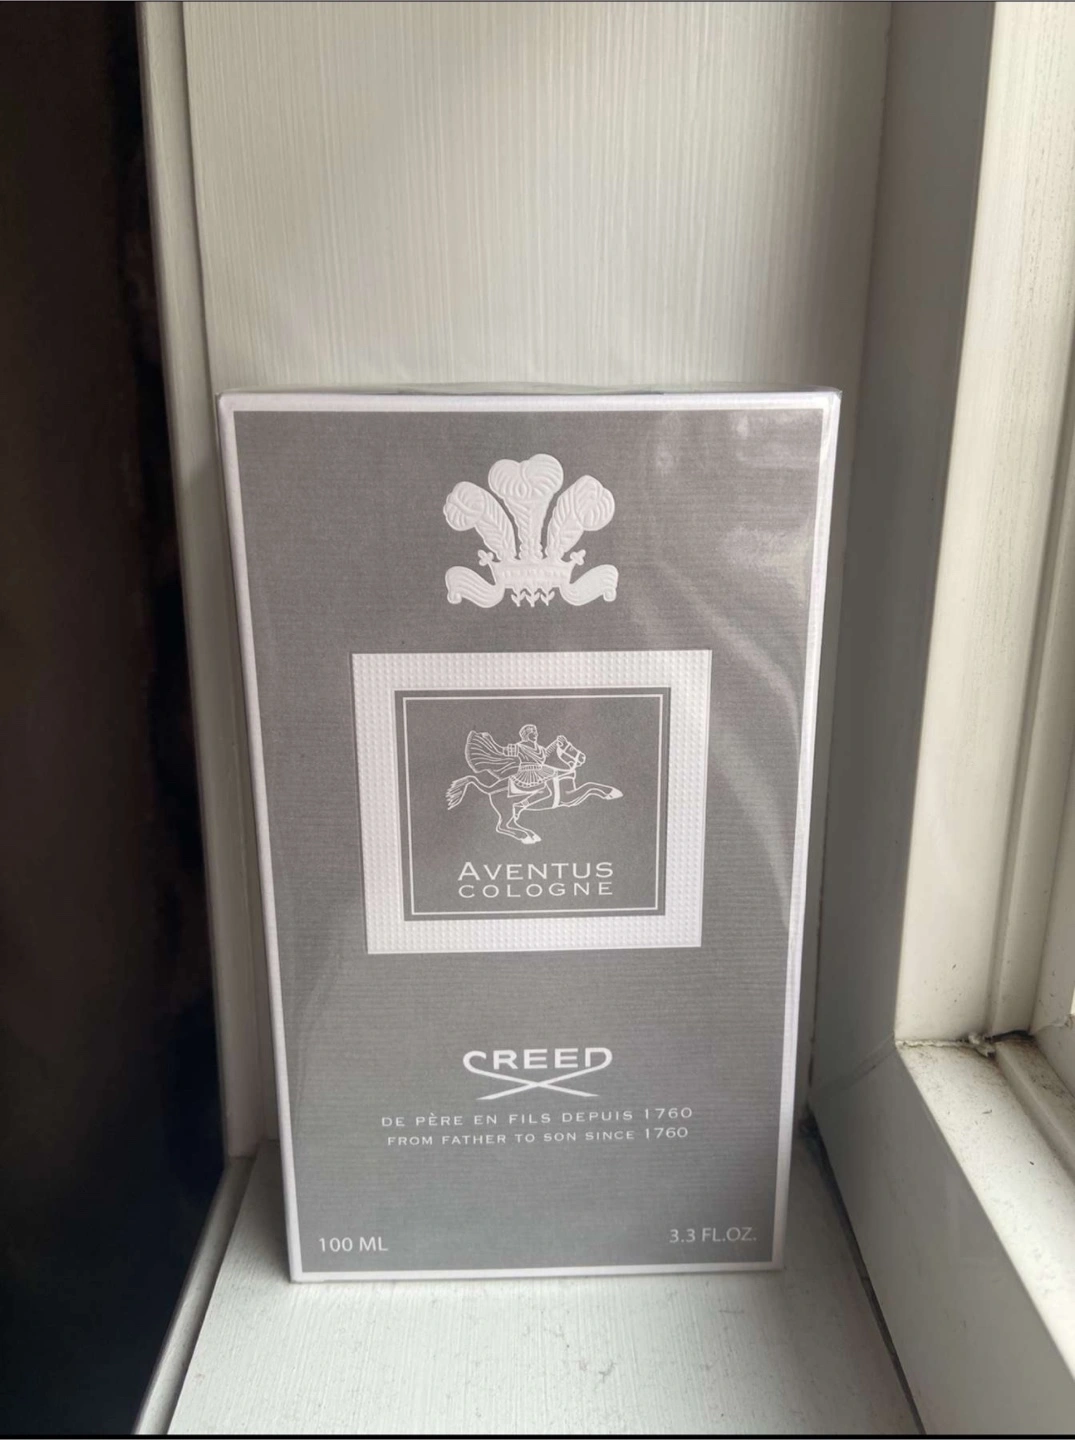 AVENTUS
COLOGNE
CREED
DE PÈRE EN FILS DEPUIS 1760
FROM FATHER TO SON SINCE 1760
100 ML
3.3 FL.OZ.